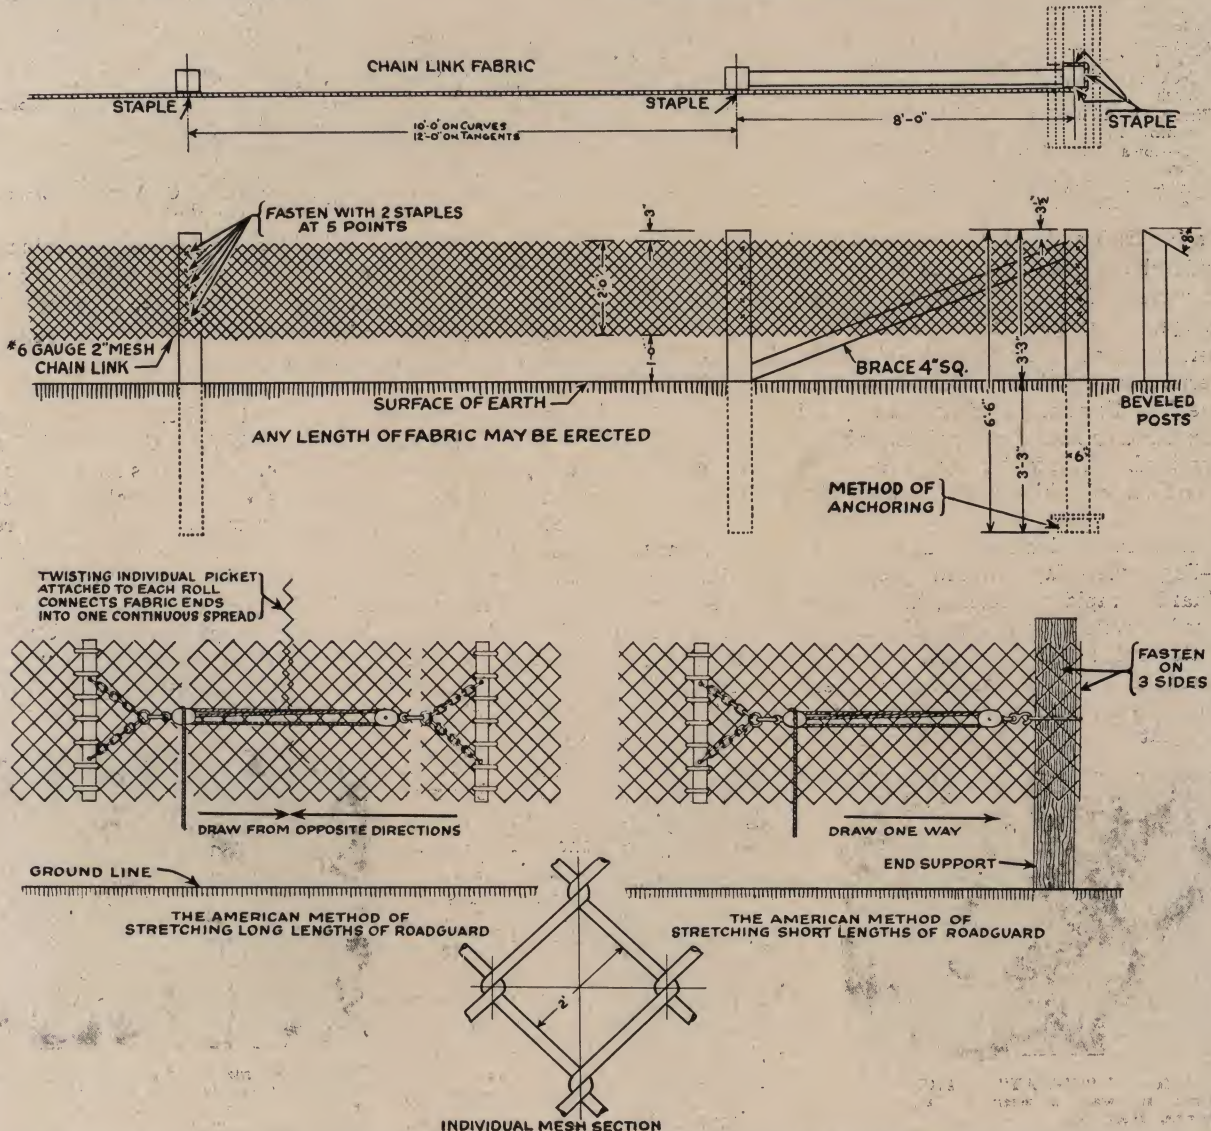 CHAIN LINK FABRIC
STAPLE
STAPLE
STAPLE
10'-0" ON CURVES
12'-0" ON TANGENTS
8'-0"
FASTEN WITH 2 STAPLES
AT 5 POINTS
3"
3½"
8"
2'-0"
1'-0"
#6 GAUGE 2" MESH
CHAIN LINK
BRACE 4" SQ.
3'-3"
6'-6"
3'-3"
6"
SURFACE OF EARTH
BEVELED
POSTS
ANY LENGTH OF FABRIC MAY BE ERECTED
METHOD OF
ANCHORING
TWISTING INDIVIDUAL PICKET
ATTACHED TO EACH ROLL
CONNECTS FABRIC ENDS
INTO ONE CONTINUOUS SPREAD
FASTEN
ON
3 SIDES
DRAW FROM OPPOSITE DIRECTIONS
DRAW ONE WAY
END SUPPORT
GROUND LINE
THE AMERICAN METHOD OF
STRETCHING LONG LENGTHS OF ROADGUARD
THE AMERICAN METHOD OF
STRETCHING SHORT LENGTHS OF ROADGUARD
2"
INDIVIDUAL MESH SECTION